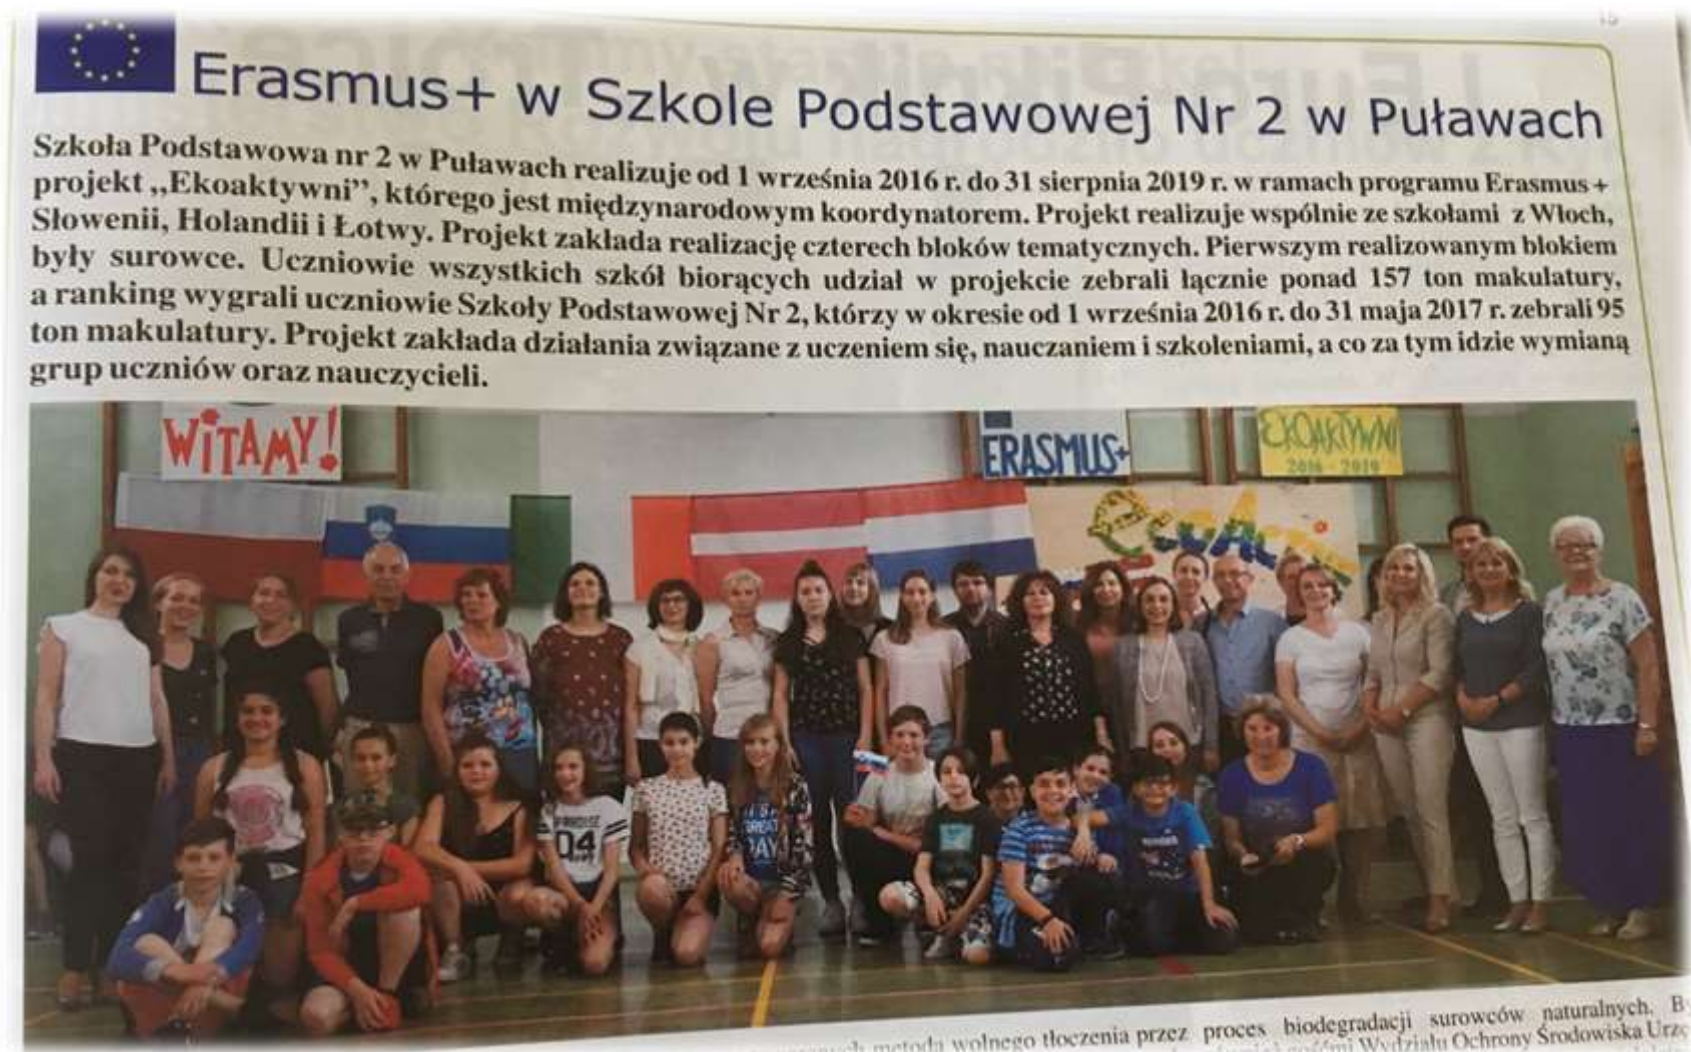 15
Erasmus+ w Szkole Podstawowej Nr 2 w Puławach
Szkoła Podstawowa nr 2 w Puławach realizuje od 1 września 2016 r. do 31 sierpnia 2019 r. w ramach programu Erasmus+
projekt „Ekoaktywni”, którego jest międzynarodowym koordynatorem. Projekt realizuje wspólnie ze szkołami z Włoch,
Słowenii, Holandii i Łotwy. Projekt zakłada realizację czterech bloków tematycznych. Pierwszym realizowanym blokiem
były surowce. Uczniowie wszystkich szkół biorących udział w projekcie zebrali łącznie ponad 157 ton makulatury,
a ranking wygrali uczniowie Szkoły Podstawowej Nr 2, którzy w okresie od 1 września 2016 r. do 31 maja 2017 r. zebrali 95
ton makulatury. Projekt zakłada działania związane z uczeniem się, nauczaniem i szkoleniami, a co za tym idzie wymianą
grup uczniów oraz nauczycieli.
WITAMY!
ERASMUS+
EKOAKTYWNI
2016-2019
04
GREAT
metodą wolnego tłoczenia przez proces biodegradacji surowców naturalnych.
gośćmi Wydziału Ochrony Środowiska